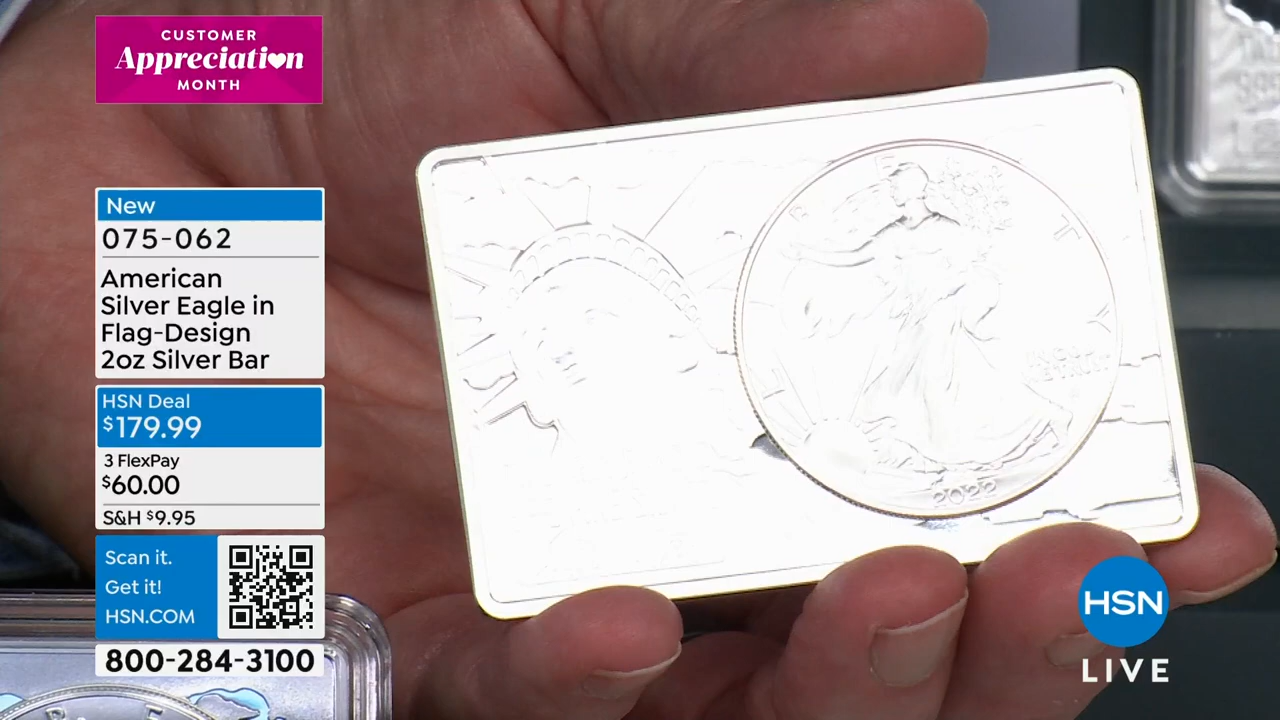 CUSTOMER
Appreciation
MONTH
New
075-062
American
Silver Eagle in
Flag-Design
2oz Silver Bar
HSN Deal
$179.99
3 FlexPay
$60.00
S&H $9.95
Scan it.
Get it!
HSN.COM
800-284-3100
2022
HSN
LIVE